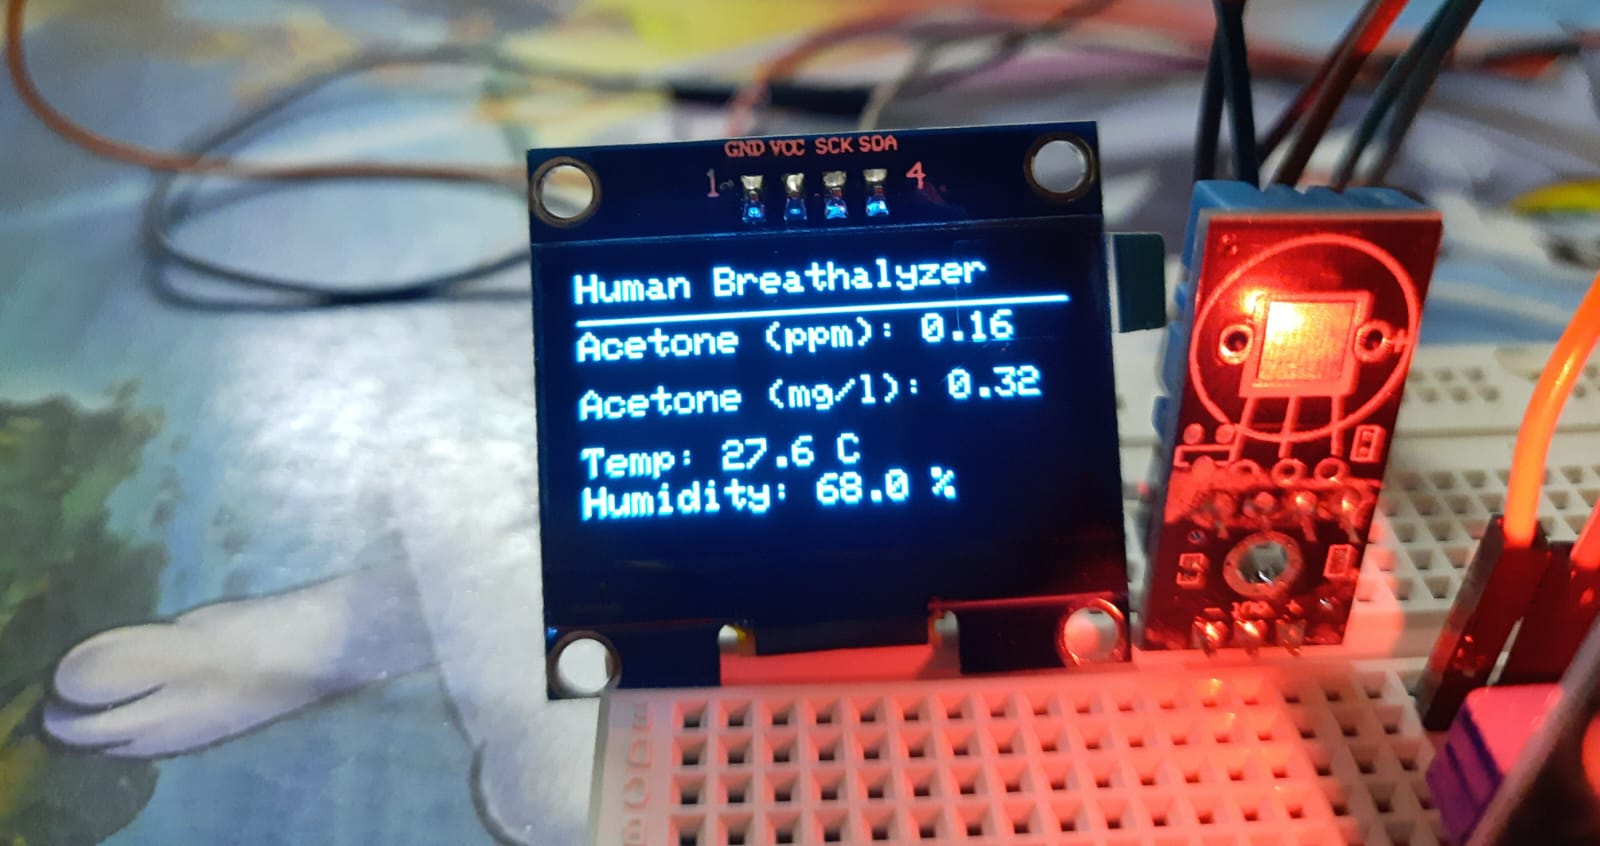 GND VCC SCK SDA
1 4
Human Breathalyzer
Acetone (ppm): 0.16
Acetone (mg/l): 0.32
Temp: 27.6 C
Humidity: 68.0 %